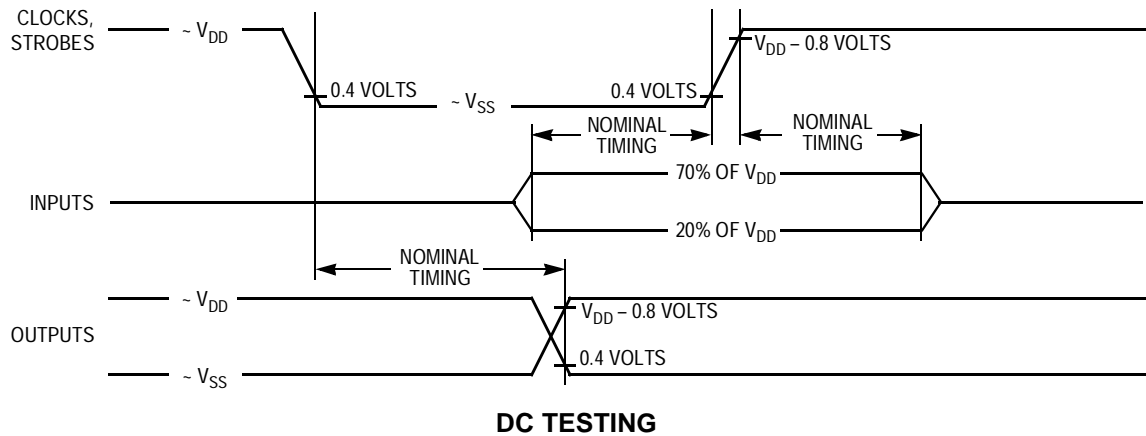 CLOCKS,
STROBES
~ VDD
VDD – 0.8 VOLTS
0.4 VOLTS
~ VSS
0.4 VOLTS
NOMINAL
TIMING
NOMINAL
TIMING
70% OF VDD
INPUTS
20% OF VDD
NOMINAL
TIMING
~ VDD
VDD – 0.8 VOLTS
OUTPUTS
0.4 VOLTS
~ VSS
DC TESTING